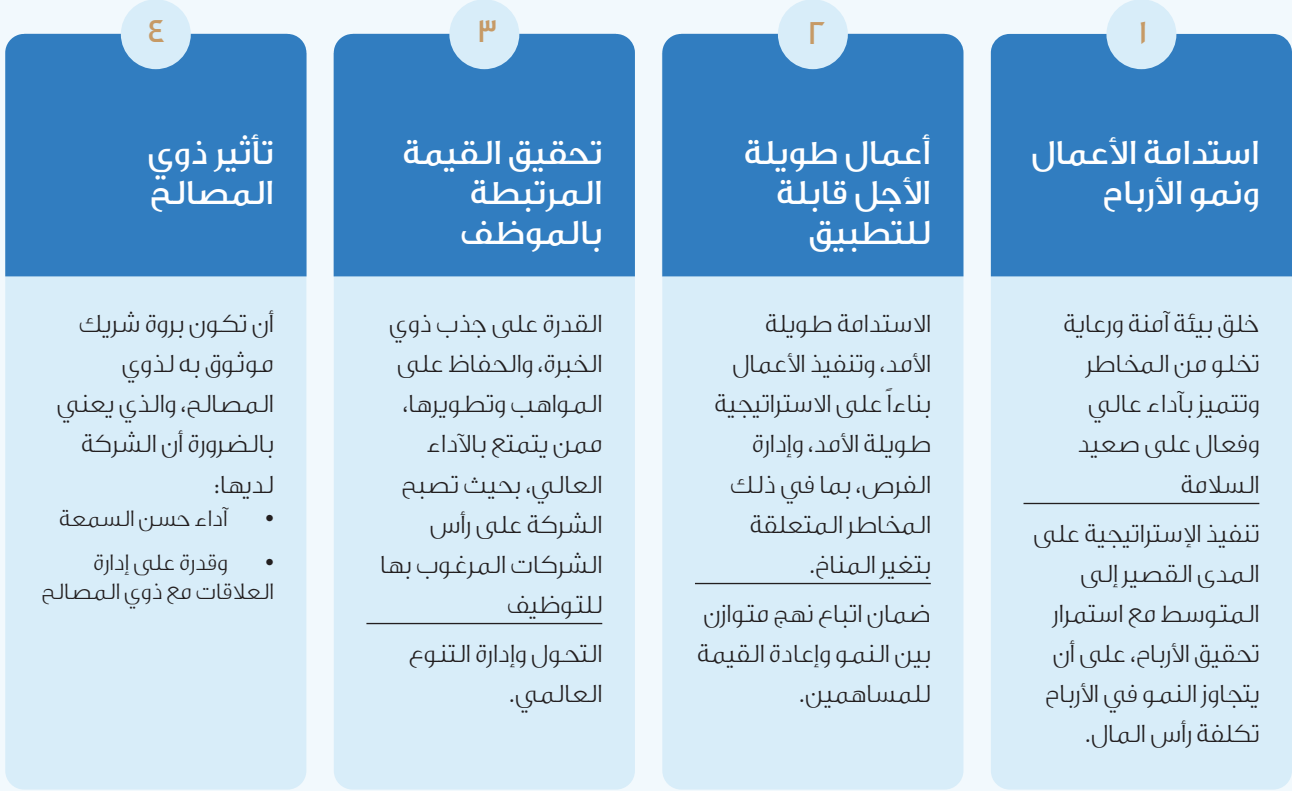 ١
استدامة الأعمال
ونمو الأرباح
خلق بيئة آمنة ورعاية
تخلو من المخاطر
وتتميز بآداء عالي
وفعال على صعيد
السلامة
تنفيذ الإستراتيجية على
المدى القصير إلى
المتوسط مع استمرار
تحقيق الأرباح، على أن
يتجاوز النمو في الأرباح
تكلفة رأس المال.
٢
أعمال طويلة
الأجل قابلة
للتطبيق
الاستدامة طويلة
الأمد، وتنفيذ الأعمال
بناءاً على الاستراتيجية
طويلة الأمد، وإدارة
الفرص، بما في ذلك
المخاطر المتعلقة
بتغير المناخ.
ضمان اتباع نهج متوازن
بين النمو وإعادة القيمة
للمساهمين.
٣
تحقيق القيمة
المرتبطة
بالموظف
القدرة على جذب ذوي
الخبرة، والحفاظ على
المواهب وتطويرها،
ممن يتمتع بالآداء
العالي، بحيث تصبح
الشركة على رأس
الشركات المرغوب بها
للتوظيف
التحول وإدارة التنوع
العالمي.
٤
تأثير ذوي
المصالح
أن تكون بروة شريك
موثوق به لذوي
المصالح، والذي يعني
بالضرورة أن الشركة
لديها:
• آداء حسن السمعة
• وقدرة على إدارة
العلاقات مع ذوي المصالح